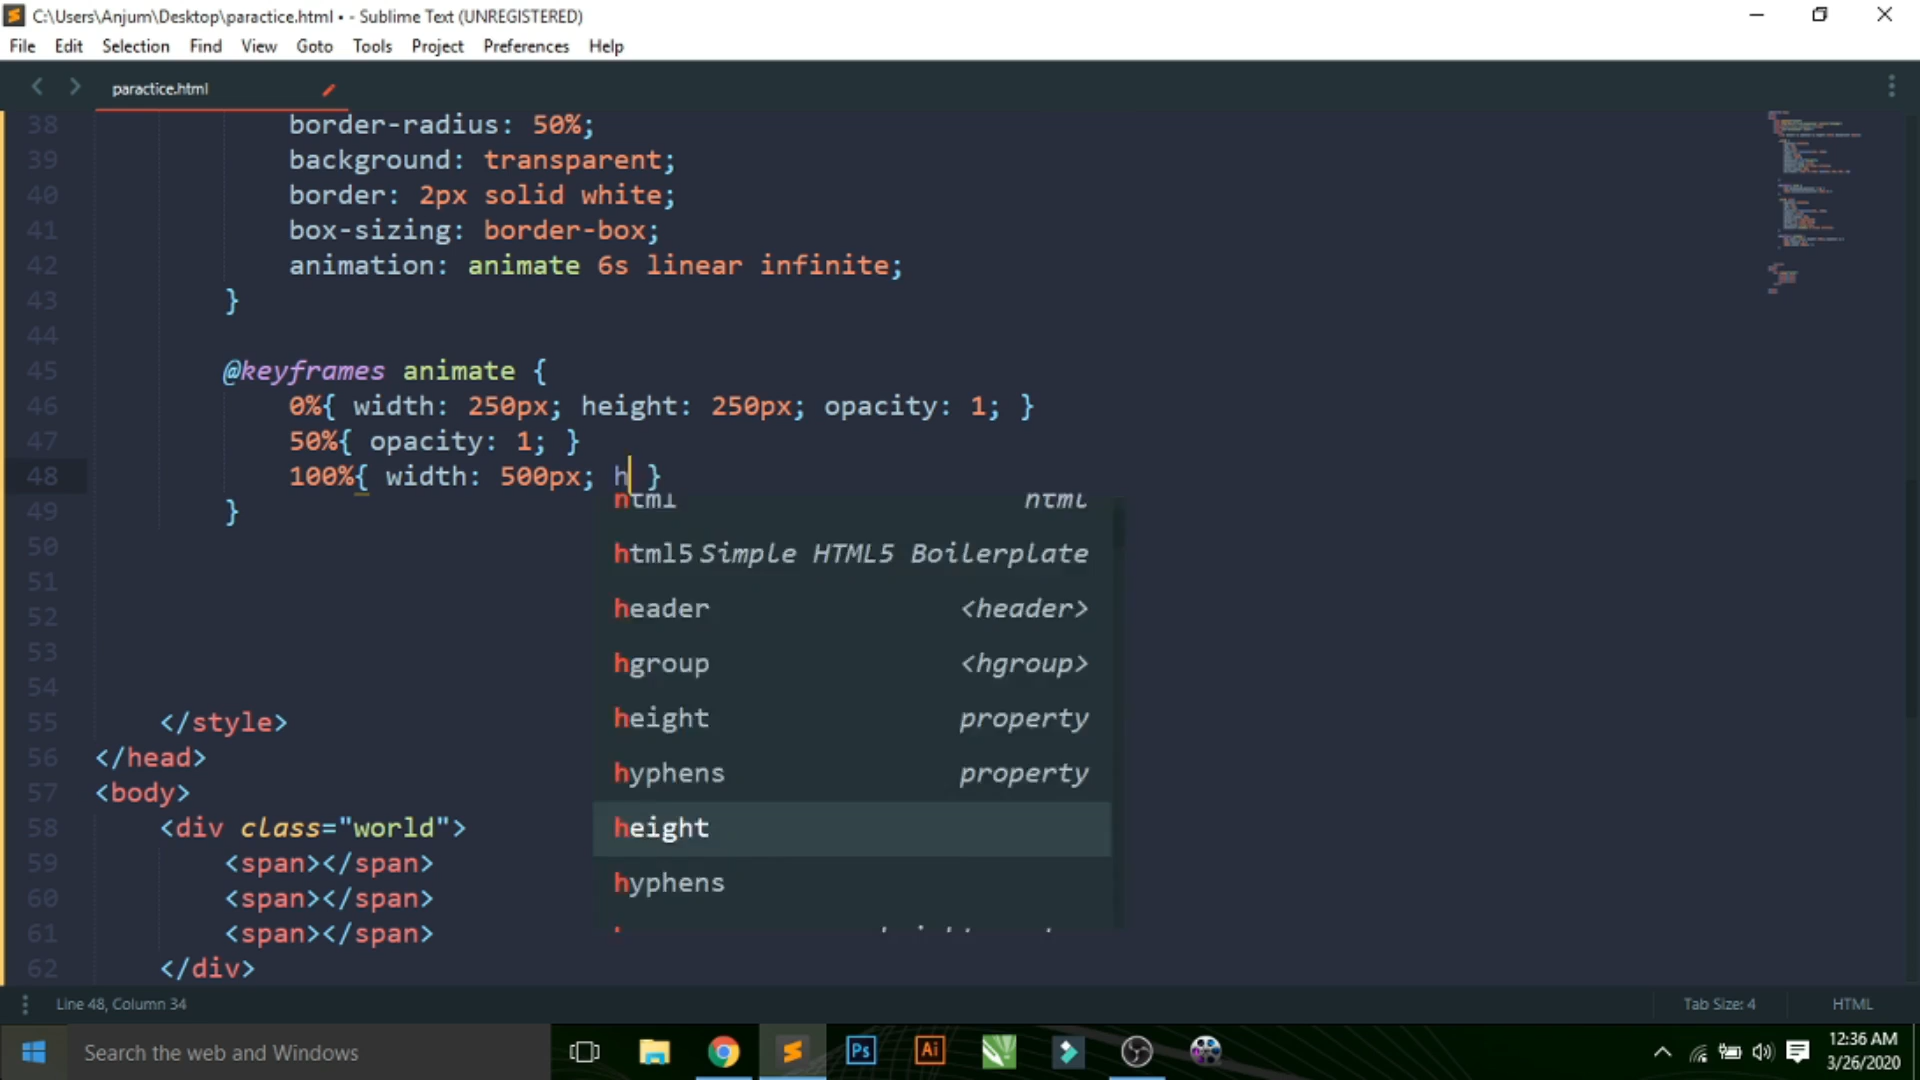 C:\Users\Anjum\Desktop\paractice.html • - Sublime Text (UNREGISTERED)
File Edit Selection Find View Goto Tools Project Preferences Help
paractice.html
38 border-radius: 50%;
39 background: transparent;
40 border: 2px solid white;
41 box-sizing: border-box;
42 animation: animate 6s linear infinite;
43 }
44
45 @keyframes animate {
46 0%{ width: 250px; height: 250px; opacity: 1; }
47 50%{ opacity: 1; }
48 100%{ width: 500px; h }
49 }
html html
50
html5 Simple HTML5 Boilerplate
51
header <header>
52
53
hgroup <hgroup>
54
height property
55 </style>
56 </head>
hyphens property
57 <body>
58 <div class="world">
height
59 <span></span>
hyphens
60 <span></span>
61 <span></span>
62 </div>
Line 48, Column 34 Tab Size: 4 HTML
Search the web and Windows
Ps
Ai
12:36 AM
3/26/2020